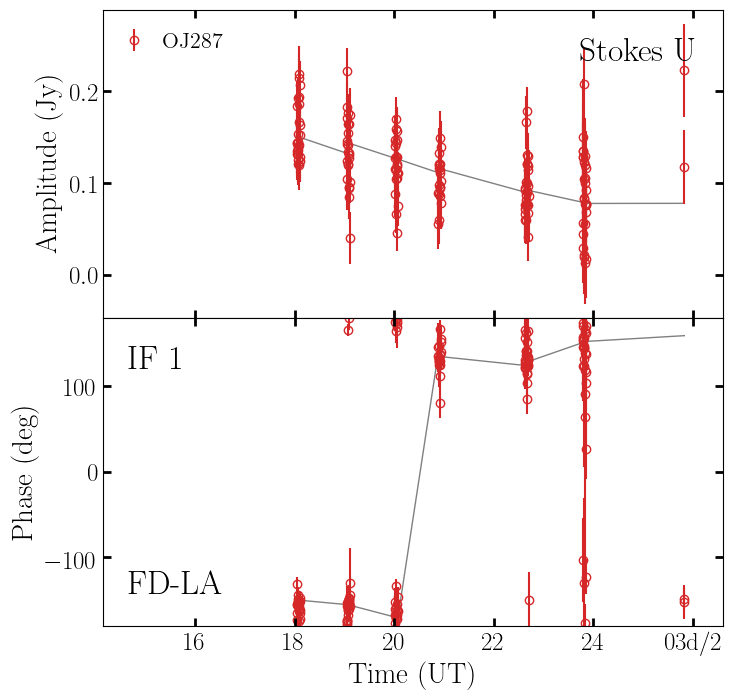 OJ287
Stokes U
0.2
0.1
0.0
Amplitude (Jy)
IF 1
100
0
−100
Phase (deg)
FD-LA
16 18 20 22 24 03d/2
Time (UT)